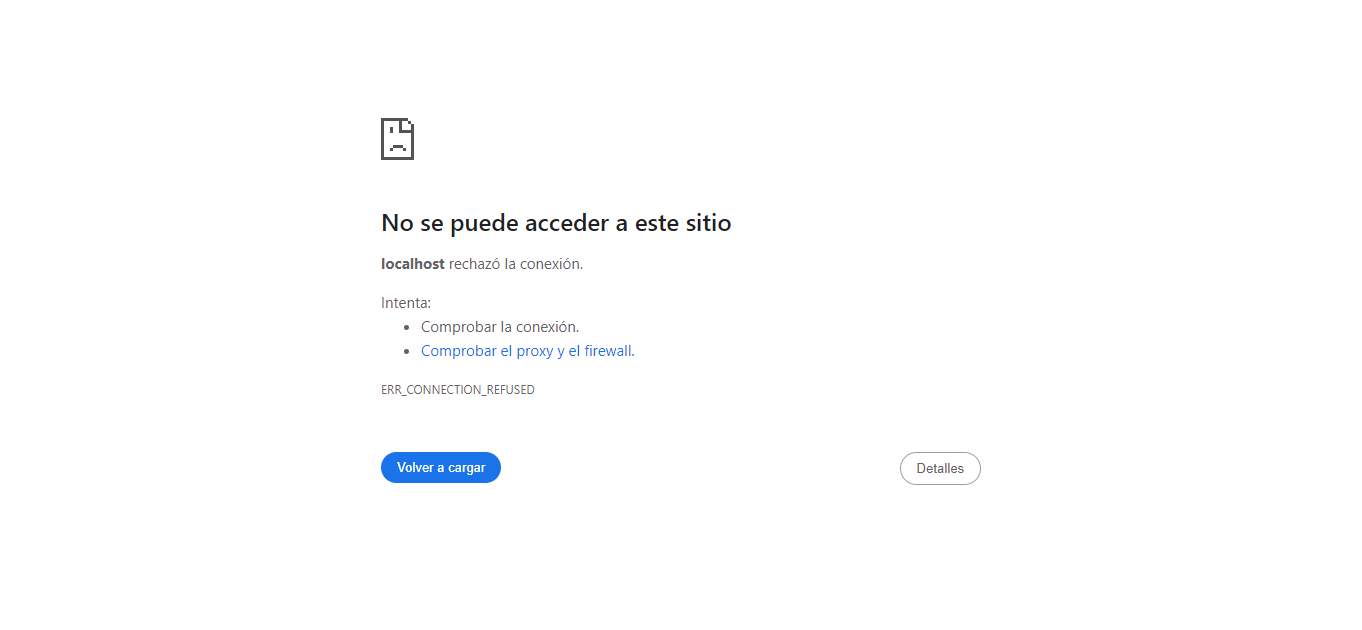 No se puede acceder a este sitio
localhost rechazó la conexión.
Intenta:
• Comprobar la conexión.
• Comprobar el proxy y el firewall.
ERR_CONNECTION_REFUSED
Volver a cargar
Detalles